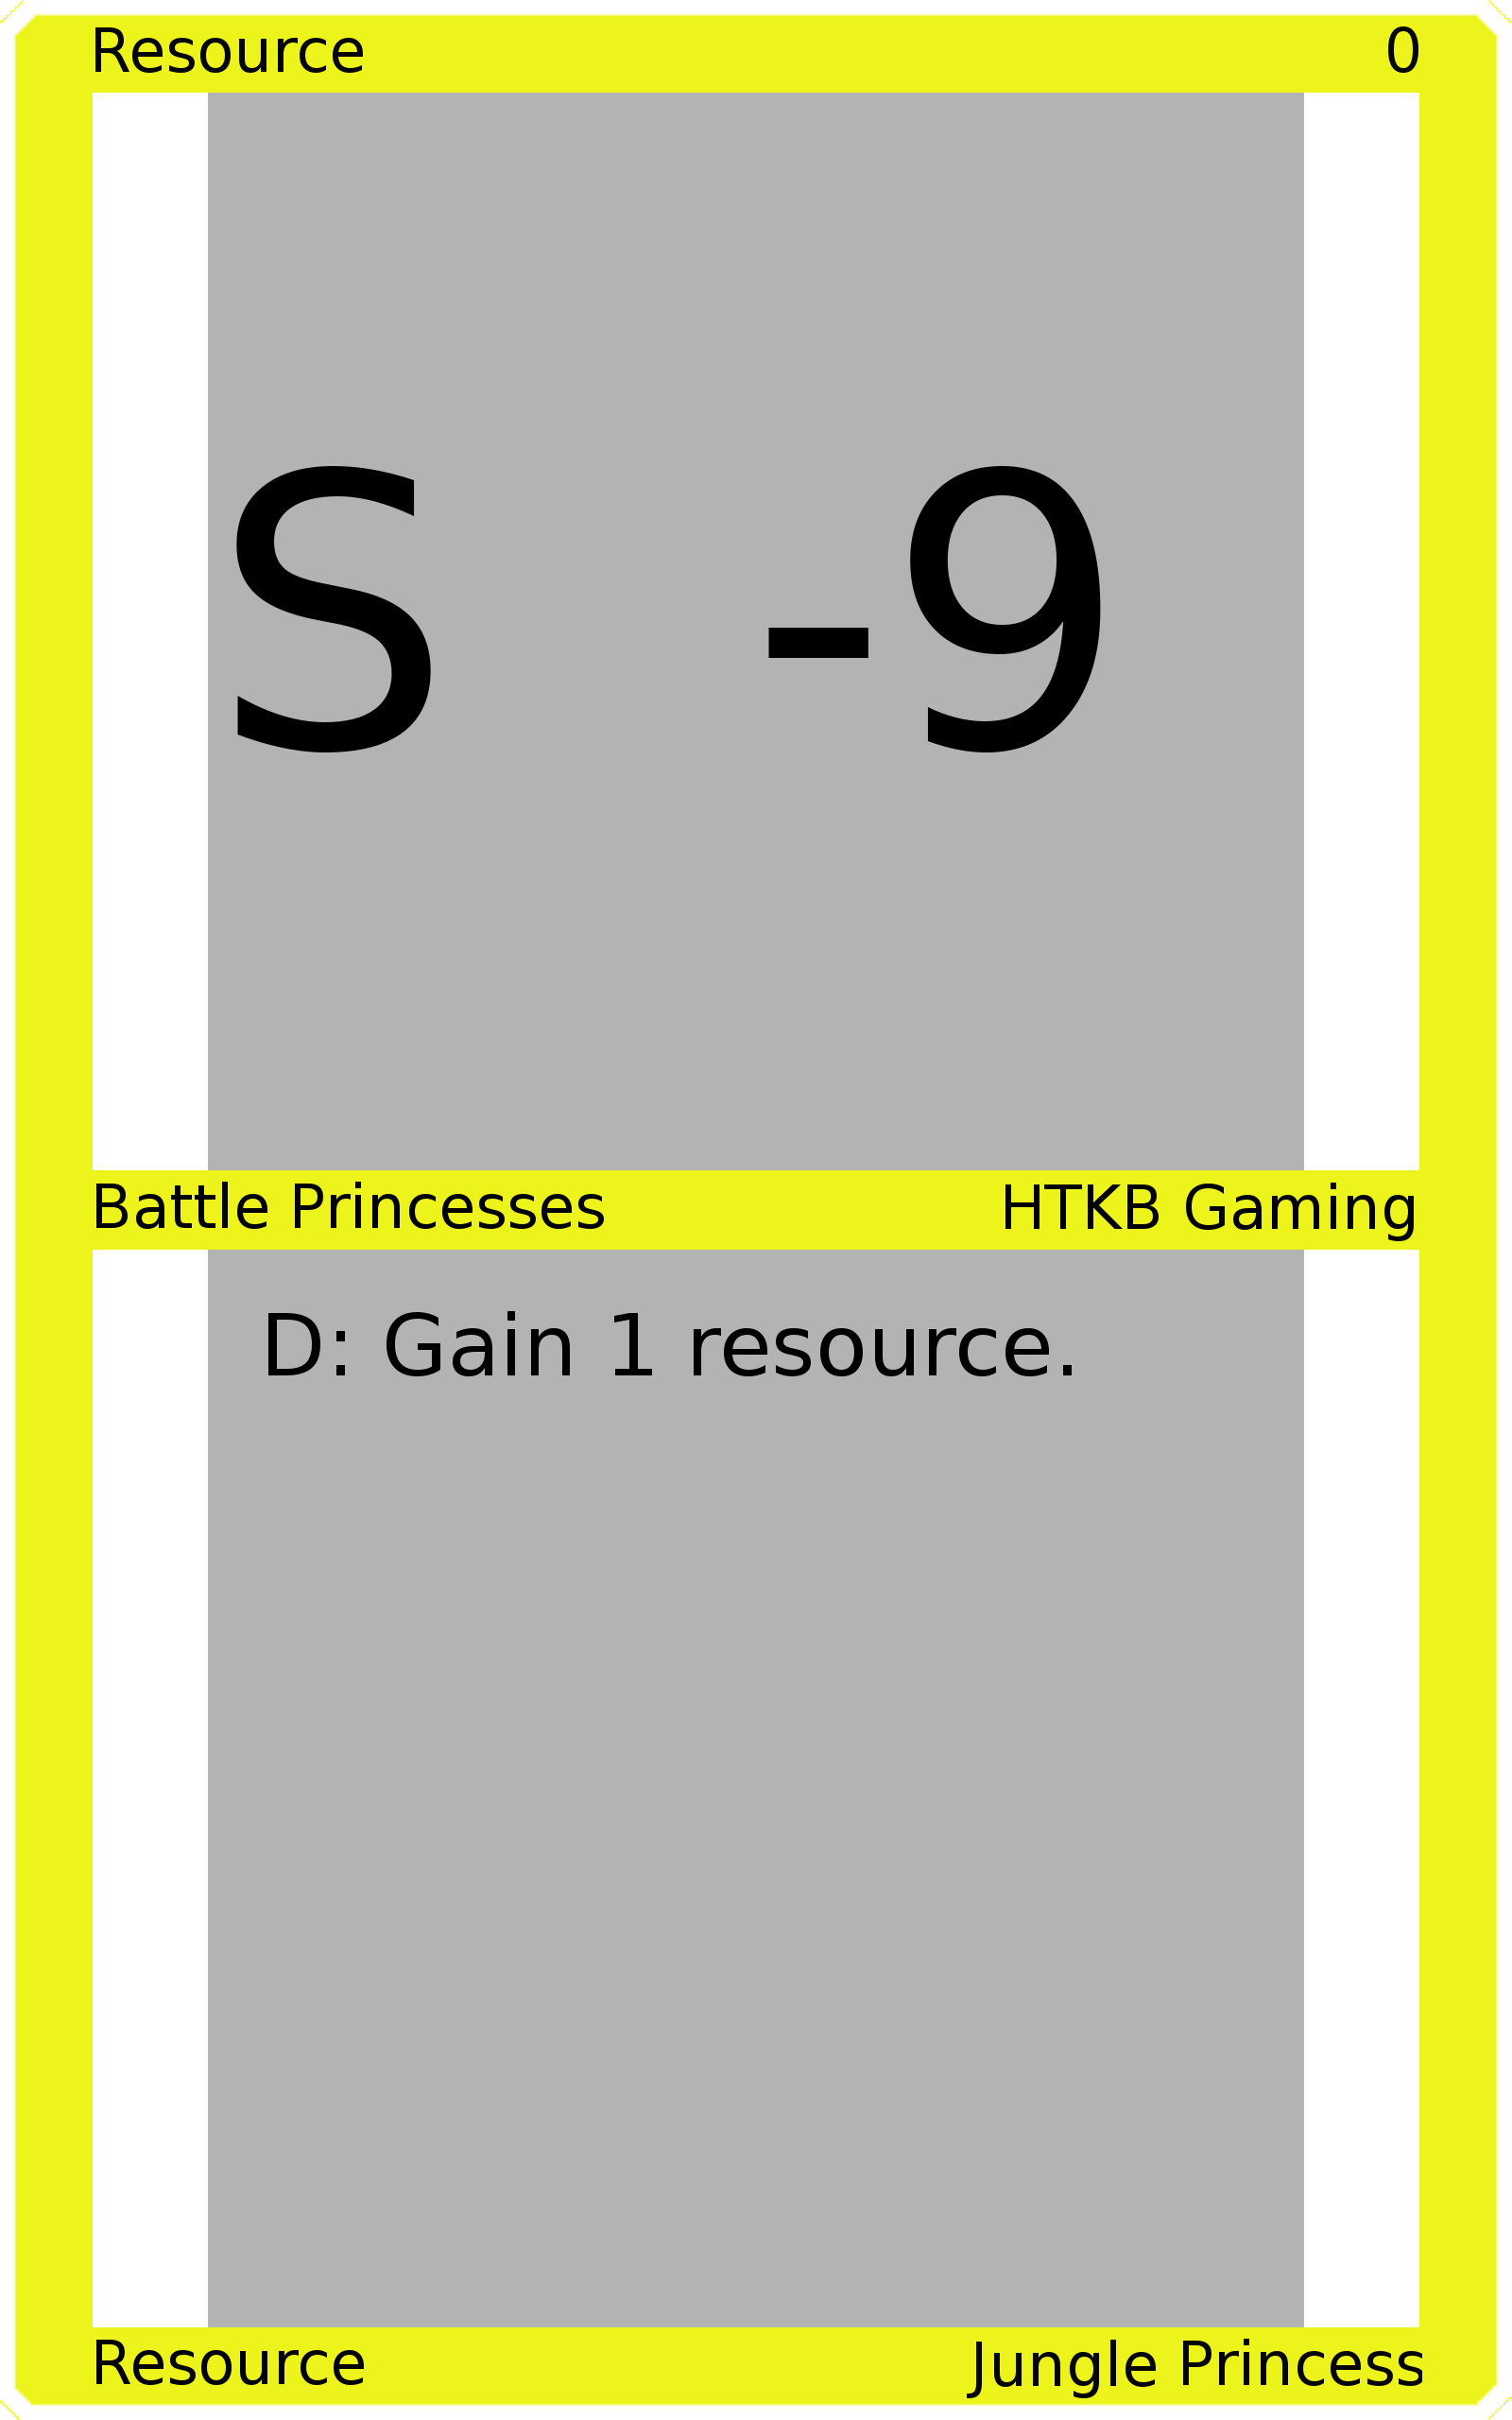 Resource 0
S -9
Battle Princesses HTKB Gaming
D: Gain 1 resource.
Resource Jungle Princess